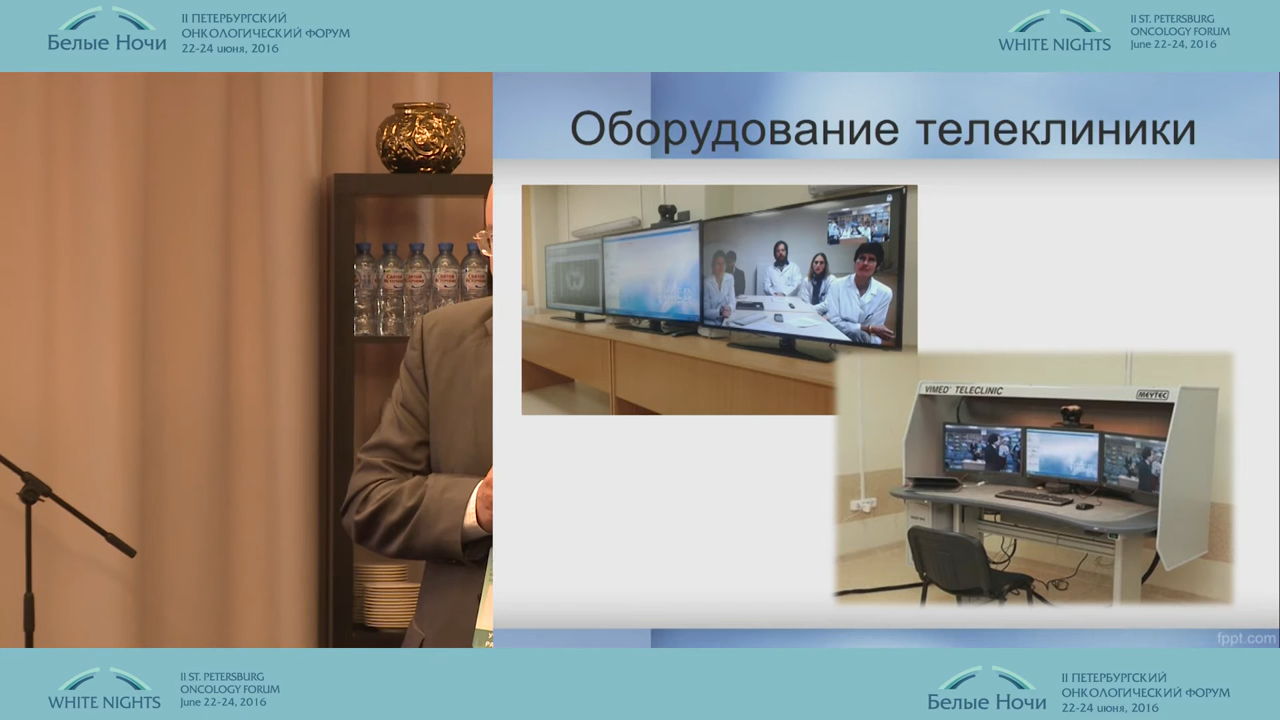 Белые Ночи
II ПЕТЕРБУРГСКИЙ
ОНКОЛОГИЧЕСКИЙ ФОРУМ
22-24 июня, 2016
WHITE NIGHTS
II ST. PETERSBURG
ONCOLOGY FORUM
June 22-24, 2016
Оборудование телеклиники
VIMED TELECLINIC
MEYTEC
fppt.com
WHITE NIGHTS
II ST. PETERSBURG
ONCOLOGY FORUM
June 22-24, 2016
Белые Ночи
II ПЕТЕРБУРГСКИЙ
ОНКОЛОГИЧЕСКИЙ ФОРУМ
22-24 июня, 2016